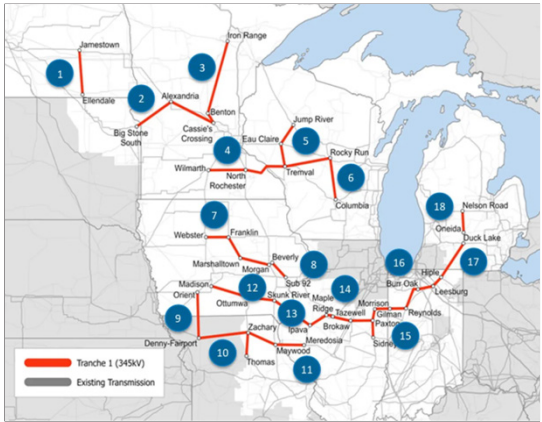 Jamestown
Iron Range
1
3
2
Ellendale
Alexandria
Benton
Big Stone
South
Cassie's
Crossing
Jump River
4
Eau Claire
5
Rocky Run
Wilmarth
North
Rochester
Tremval
6
Columbia
18
Nelson Road
7
Oneida
Webster
Franklin
Duck Lake
Marshalltown
Morgan
Beverly
Sub 92
8
16
17
Hiple
Madison
12
Skunk River
14
Burr Oak
Leesburg
Orient
Ottumwa
13
Maple
Ridge
Tazewell
Morrison
Reynolds
Gilman
9
Ipava
Brokaw
Paxton
15
Zachary
Sidney
Denny-Fairport
10
Meredosia
Maywood
Thomas
11
Tranche 1 (345kV)
Existing Transmission